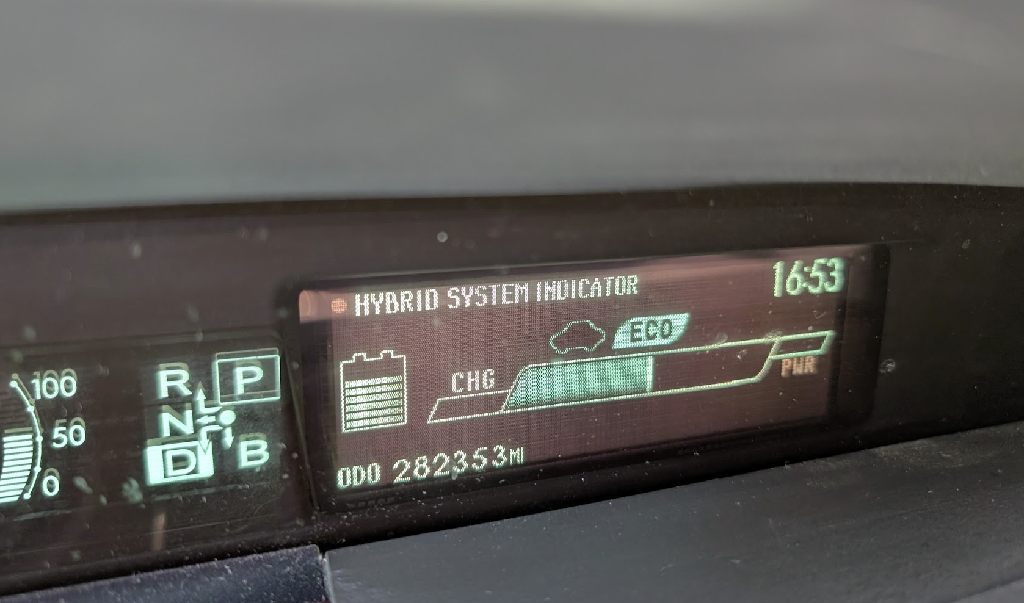 HYBRID SYSTEM INDICATOR 16:53
ECO
CHG
PWR
ODO 282353MI
100
50
0
R P
N
D B